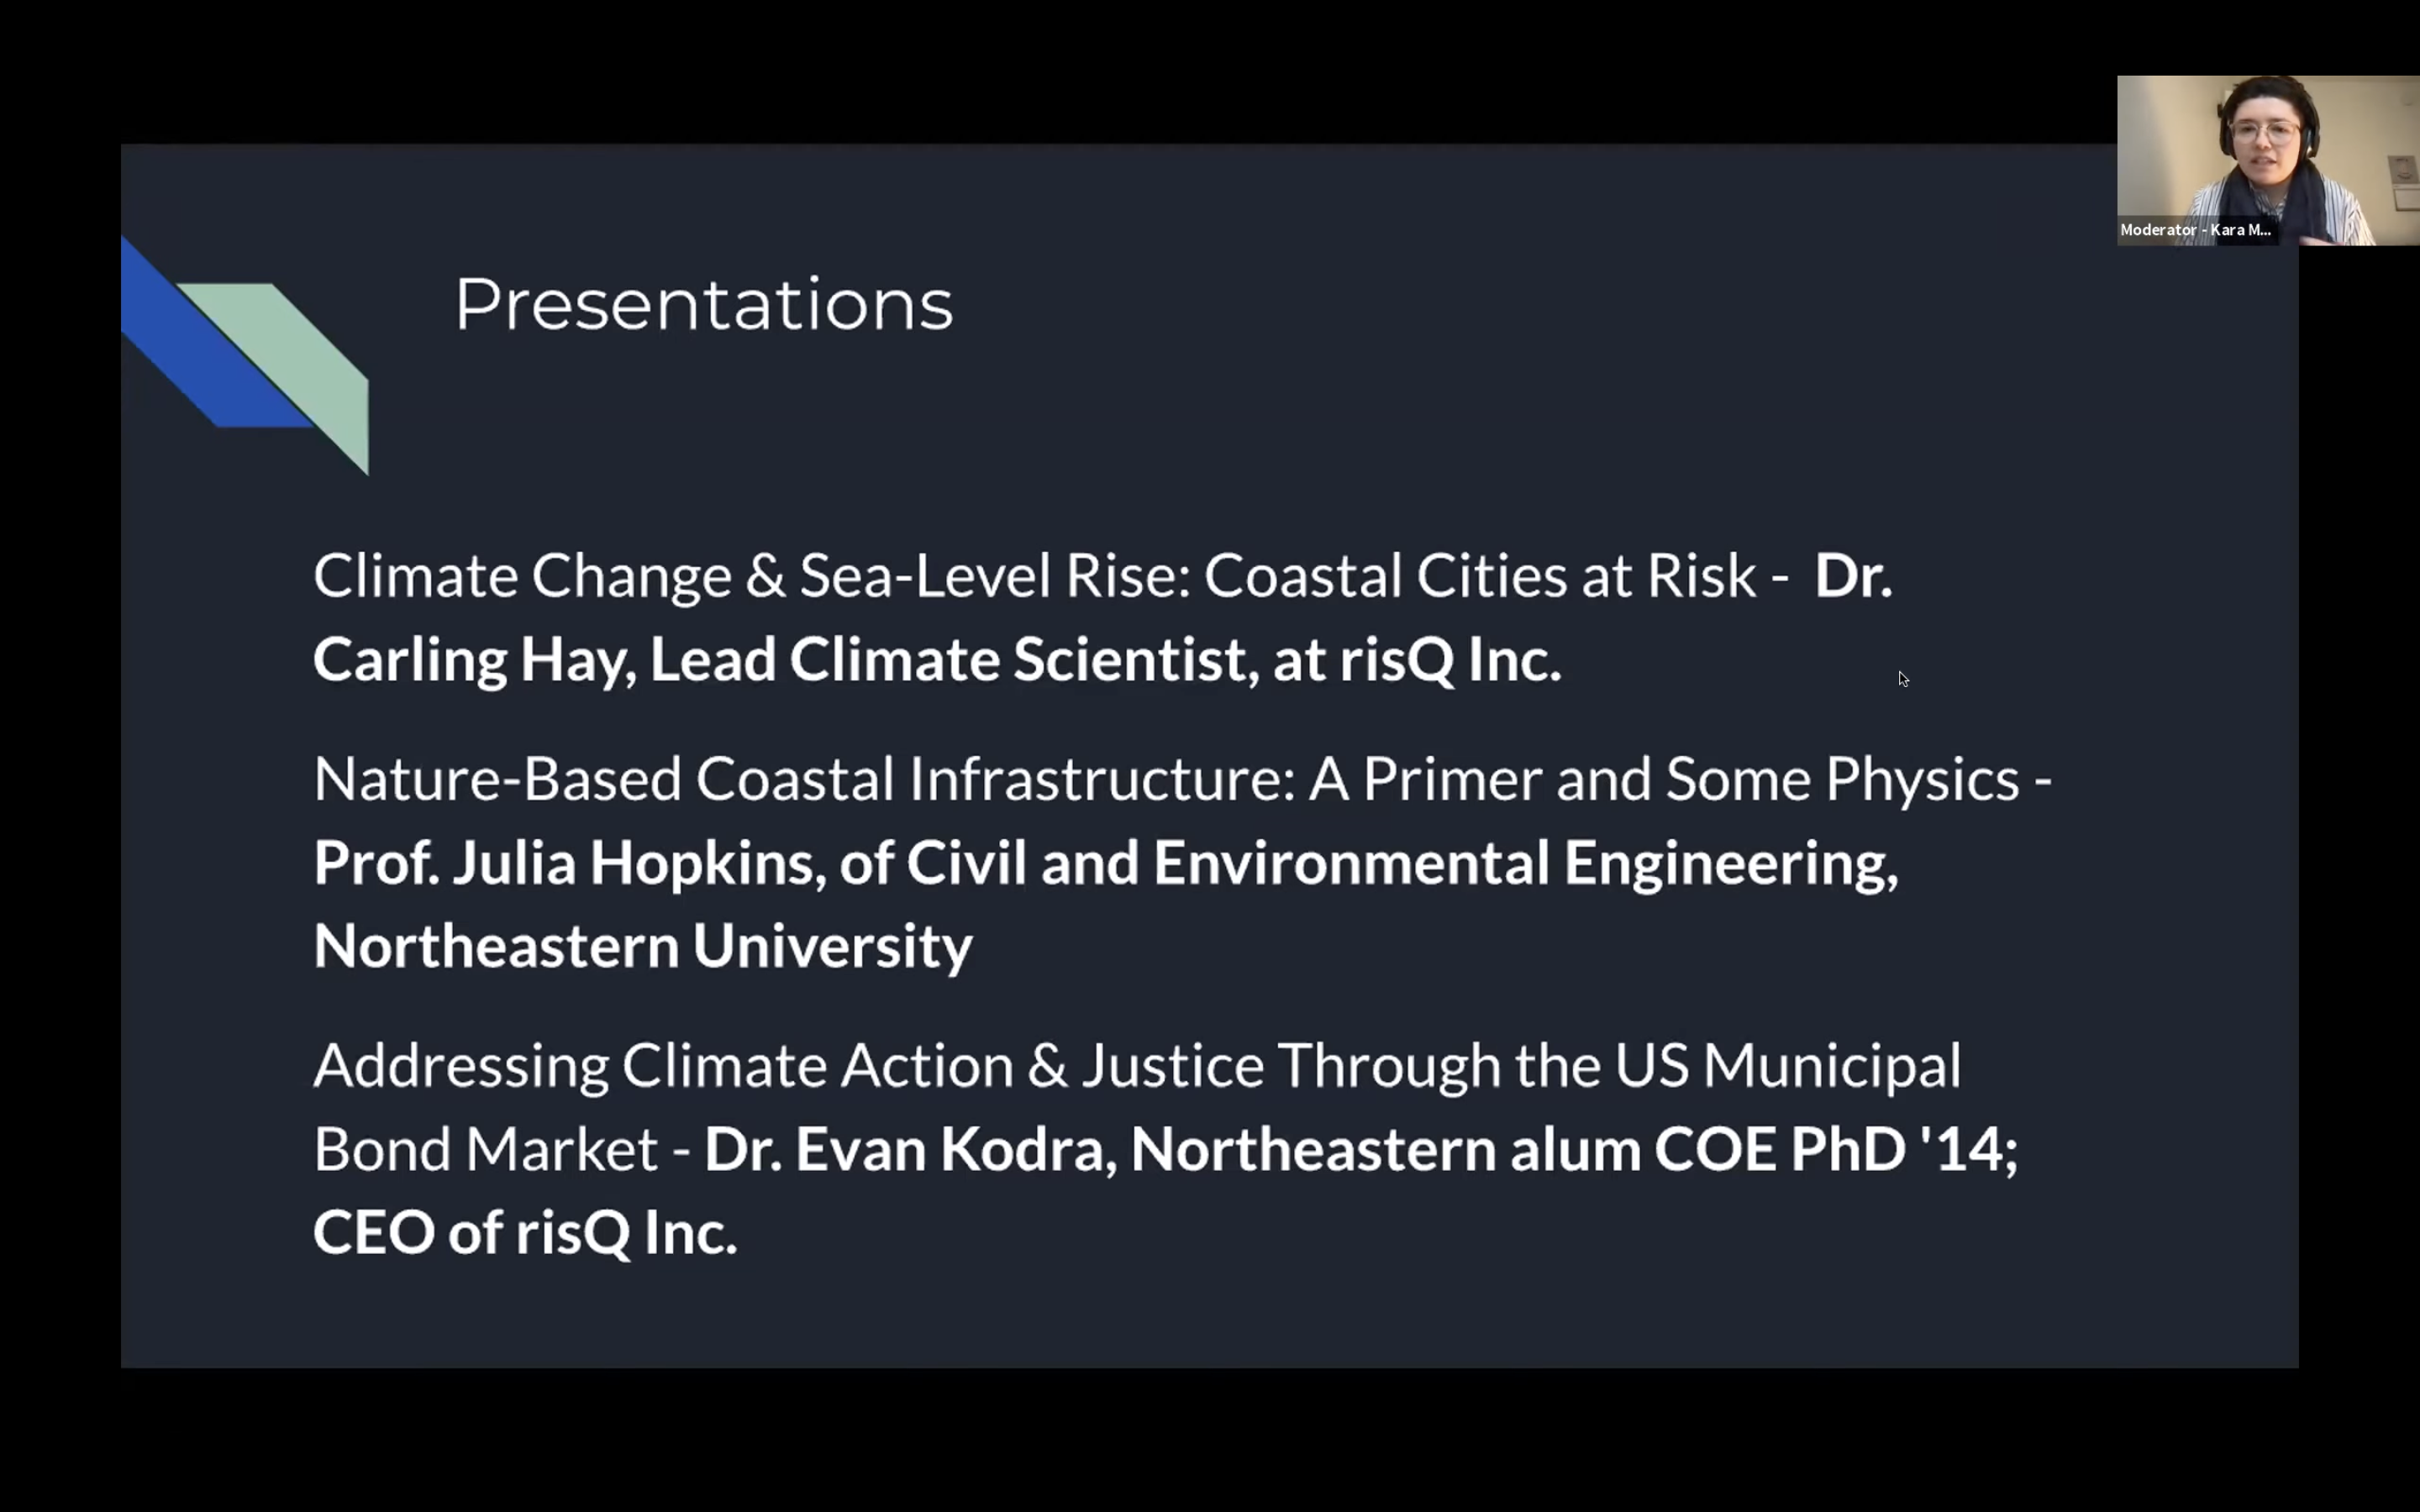 Moderator - Kara M...
Presentations
Climate Change & Sea-Level Rise: Coastal Cities at Risk -  Dr.
Carling Hay, Lead Climate Scientist, at risQ Inc.
Nature-Based Coastal Infrastructure: A Primer and Some Physics -
Prof. Julia Hopkins, of Civil and Environmental Engineering,
Northeastern University
Addressing Climate Action & Justice Through the US Municipal
Bond Market - Dr. Evan Kodra, Northeastern alum COE PhD '14;
CEO of risQ Inc.